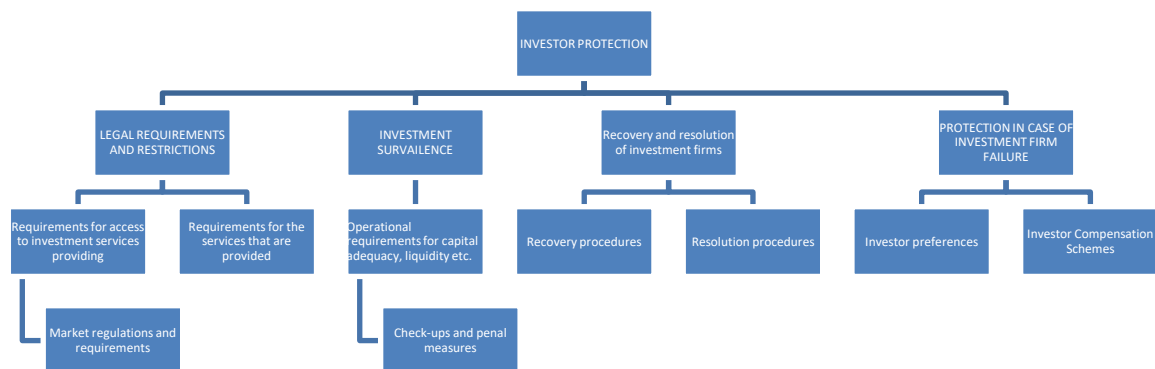 INVESTOR PROTECTION
LEGAL REQUIREMENTS
AND RESTRICTIONS
INVESTMENT
SURVAILENCE
Recovery and resolution
of investment firms
PROTECTION IN CASE OF
INVESTMENT FIRM
FAILURE
Requirements for access
to investment services
providing
Requirements for the
services that are
provided
Operational
requirements for capital
adequacy, liquidity etc.
Recovery procedures
Resolution procedures
Investor preferences
Investor Compensation
Schemes
Market regulations and
requirements
Check-ups and penal
measures